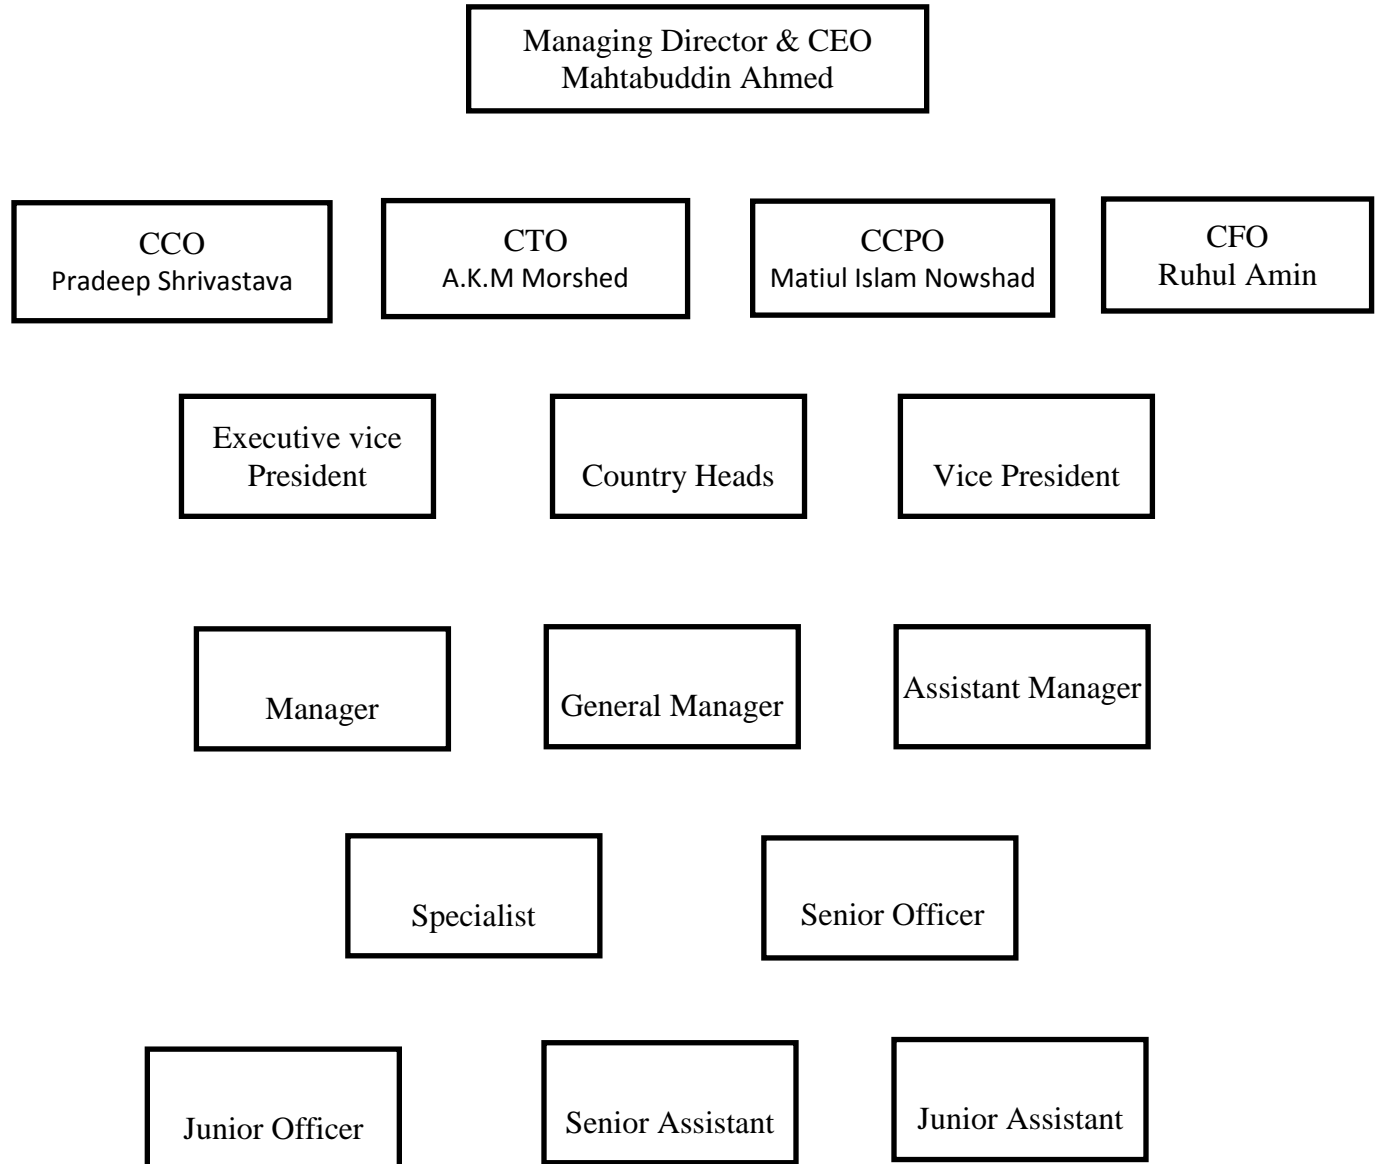 Managing Director & CEO
Mahtabuddin Ahmed
CCO
Pradeep Shrivastava
CTO
A.K.M Morshed
CCPO
Matiul Islam Nowshad
CFO
Ruhul Amin
Executive vice
President
Country Heads
Vice President
Manager
General Manager
Assistant Manager
Specialist
Senior Officer
Junior Officer
Senior Assistant
Junior Assistant